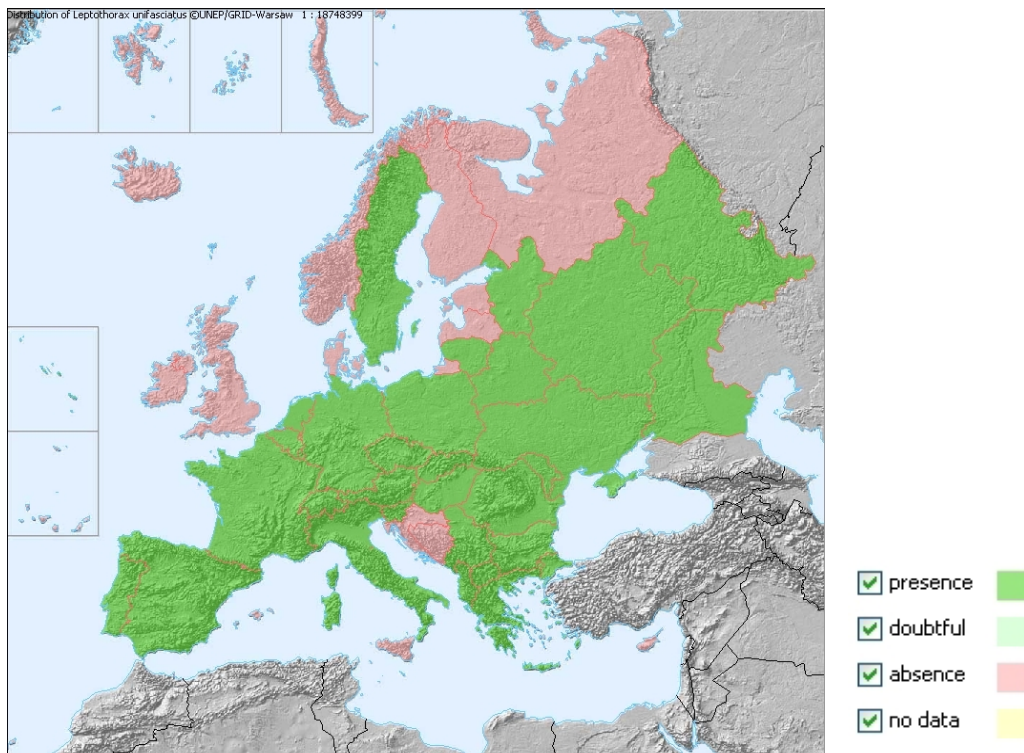 Distribution of Leptothorax unifasciatus ©UNEP/GRID-Warsaw 1 : 18748399
presence
doubtful
absence
no data